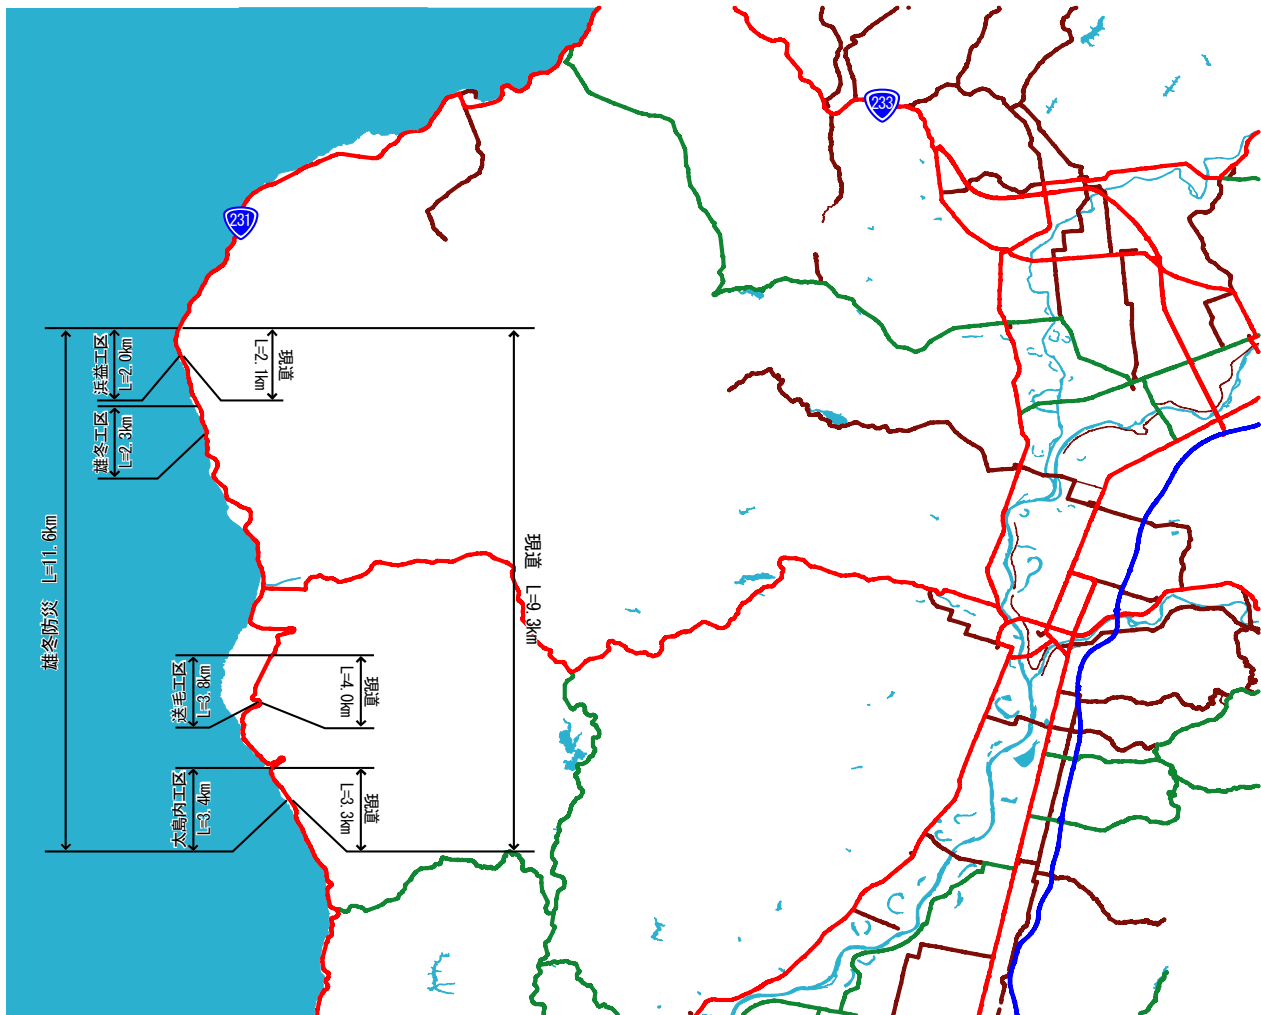 233
231
浜益工区
L=2.0km
現道
L=2.1km
雄冬工区
L=2.3km
雄冬防災 L=11.6km
現道 L=9.3km
送毛工区
L=3.8km
現道
L=4.0km
太島内工区
L=3.4km
現道
L=3.3km